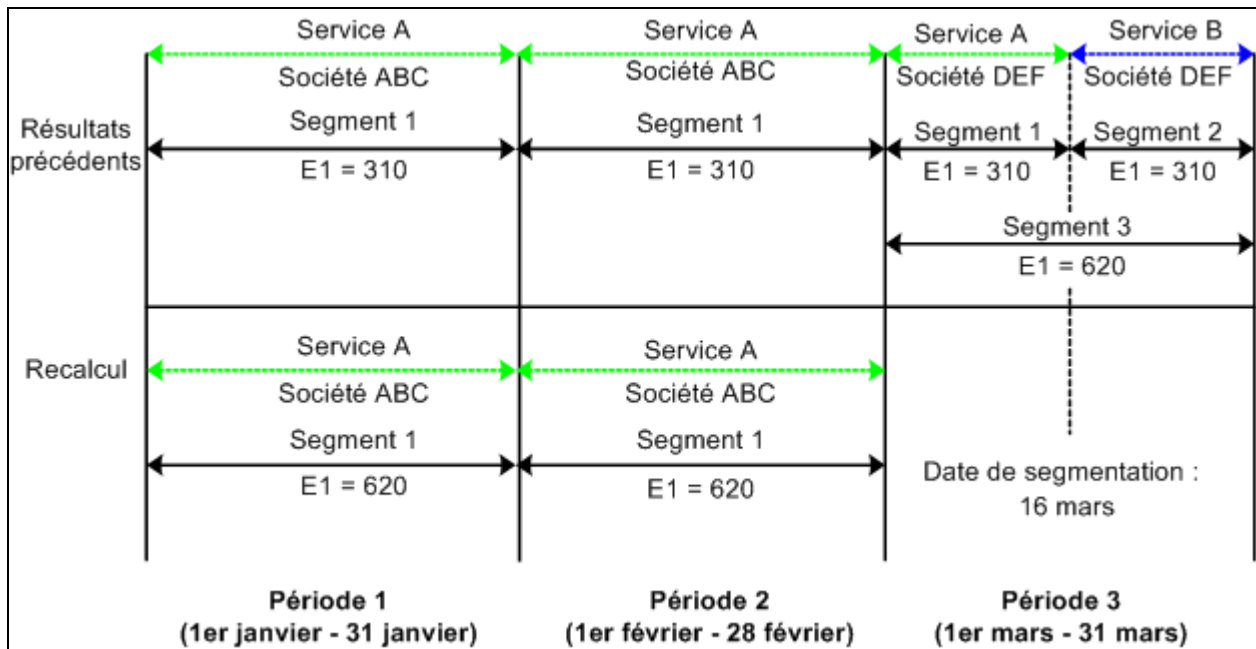 Service A
Service A
Service A
Service B
Société ABC
Société ABC
Société DEF
Société DEF
Résultats
précédents
Segment 1
Segment 1
Segment 1
Segment 2
E1 = 310
E1 = 310
E1 = 310
E1 = 310
Segment 3
E1 = 620
Recalcul
Service A
Service A
Société ABC
Société ABC
Segment 1
Segment 1
E1 = 620
E1 = 620
Date de segmentation :
16 mars
Période 1
(1er janvier - 31 janvier)
Période 2
(1er février - 28 février)
Période 3
(1er mars - 31 mars)